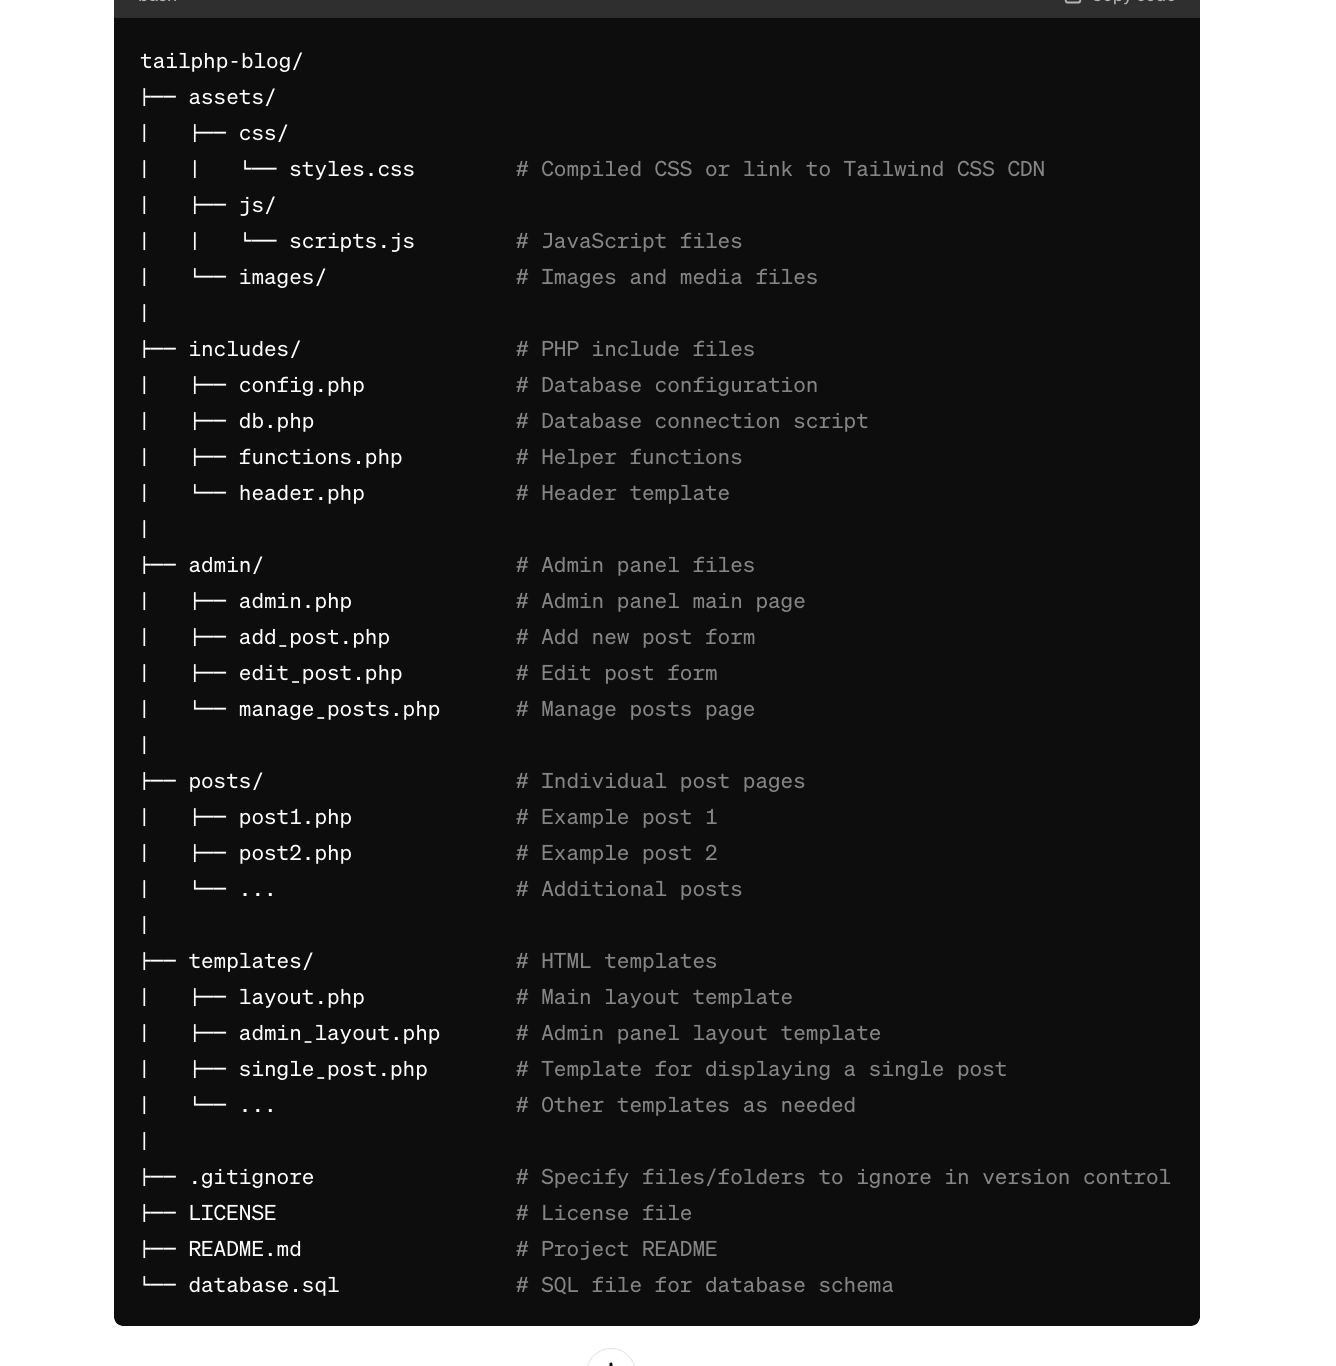 bash Copy code
tailphp-blog/
├── assets/
│   ├── css/
│   │   └── styles.css        # Compiled CSS or link to Tailwind CSS CDN
│   ├── js/
│   │   └── scripts.js        # JavaScript files
│   └── images/               # Images and media files
│
├── includes/                 # PHP include files
│   ├── config.php            # Database configuration
│   ├── db.php                # Database connection script
│   ├── functions.php         # Helper functions
│   └── header.php            # Header template
│
├── admin/                    # Admin panel files
│   ├── admin.php             # Admin panel main page
│   ├── add_post.php          # Add new post form
│   ├── edit_post.php         # Edit post form
│   └── manage_posts.php      # Manage posts page
│
├── posts/                    # Individual post pages
│   ├── post1.php             # Example post 1
│   ├── post2.php             # Example post 2
│   └── ...                   # Additional posts
│
├── templates/                # HTML templates
│   ├── layout.php            # Main layout template
│   ├── admin_layout.php      # Admin panel layout template
│   ├── single_post.php       # Template for displaying a single post
│   └── ...                   # Other templates as needed
│
├── .gitignore                # Specify files/folders to ignore in version control
├── LICENSE                   # License file
├── README.md                 # Project README
└── database.sql              # SQL file for database schema